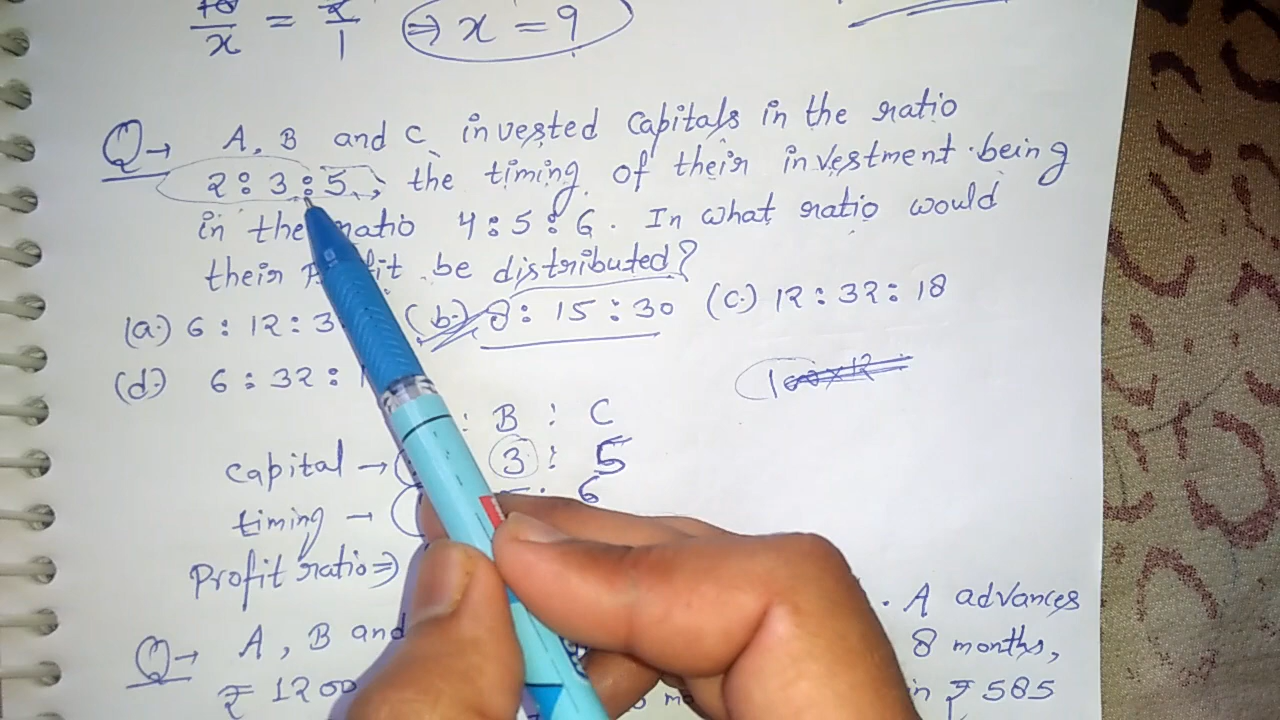 x = 1 ⇒ x = 9
Q→ A, B and C invested Capitals in the ratio
2 : 3 : 5, the timing of their investment being
in the ratio 4 : 5 : 6. In what ratio would
their be distributed?
(a.) 6 : 12 : 3 (b.) 8 : 15 : 30 (c.) 12 : 32 : 18
(d.) 6 : 32 :
: B : C
capital → 3 : 5
timing → 6
Profit ratio ⇒
Q→ A, B and A advances
8 months,
₹ 1200 in ₹ 585